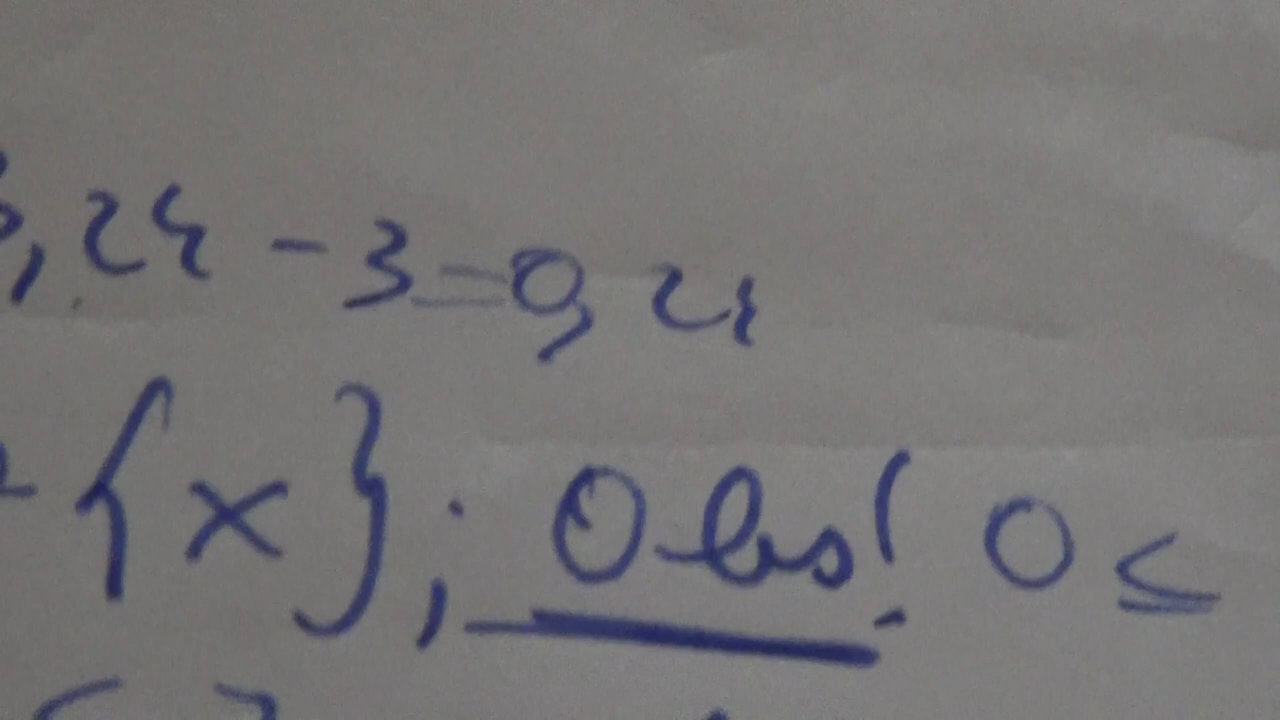 ,24 - 3 = 0,24
{x}; Obs! 0 ≤